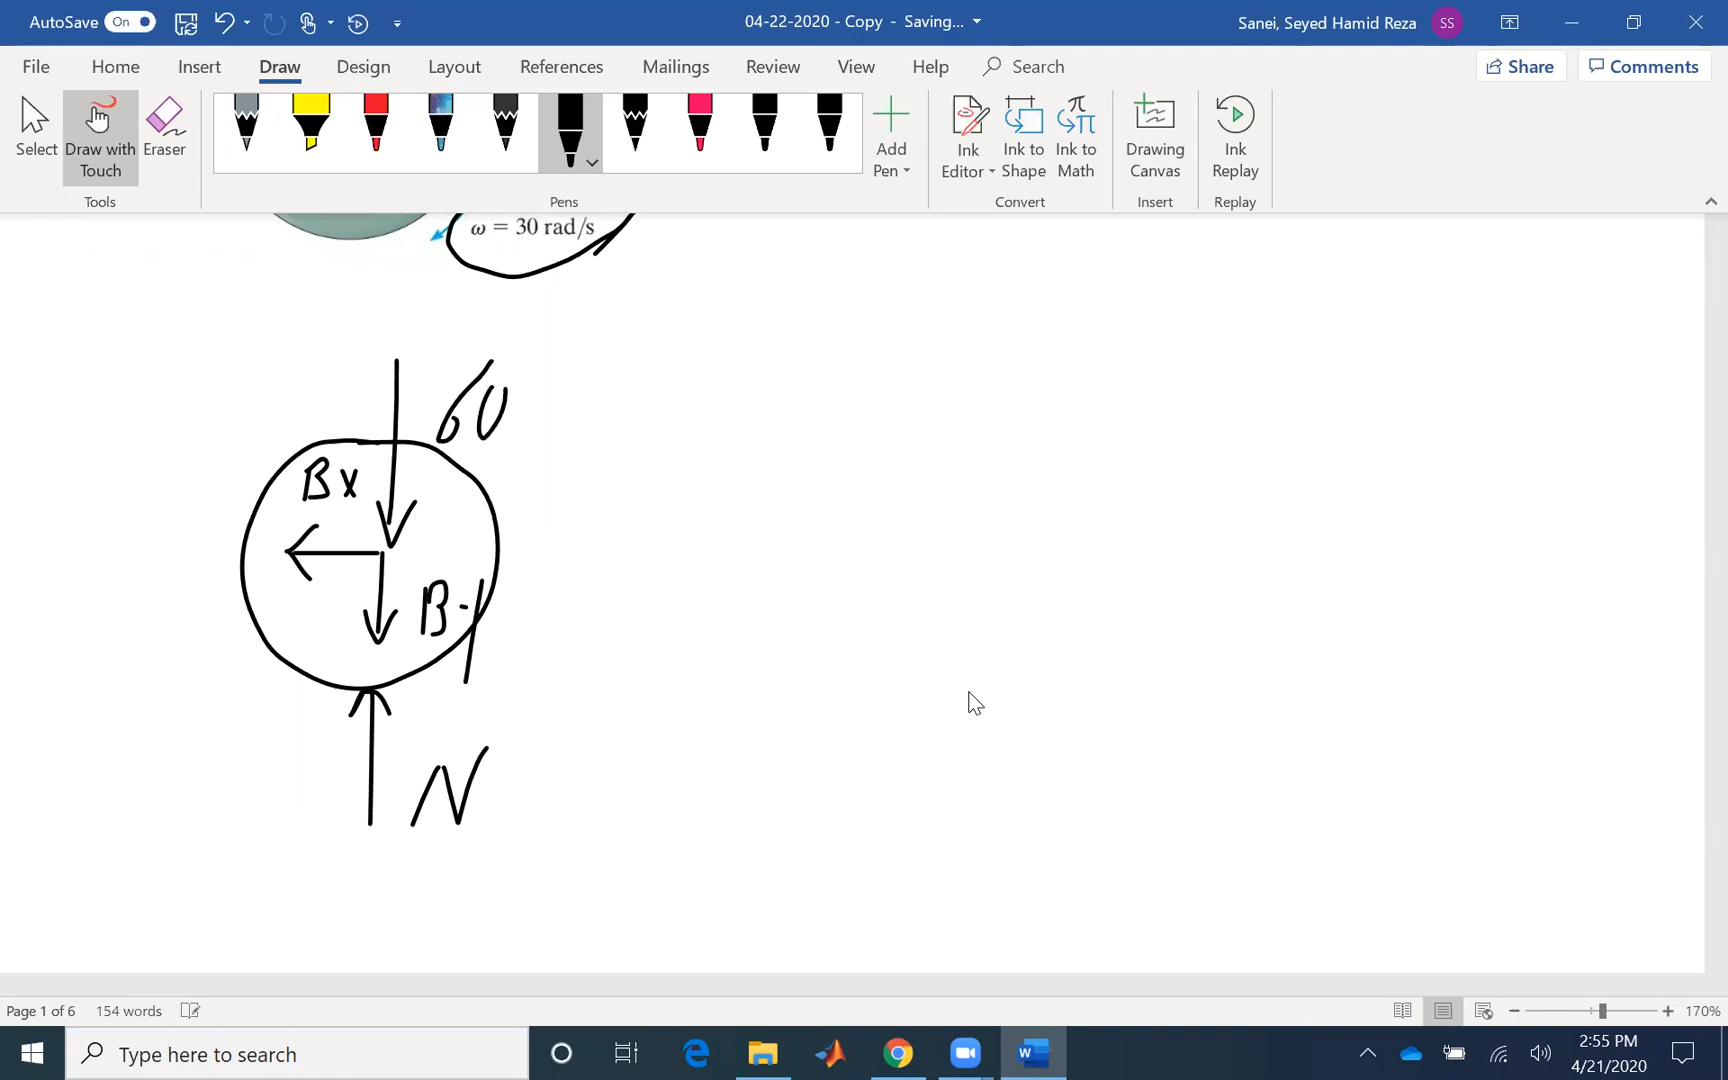 AutoSave On 04-22-2020 - Copy - Saving... Sanei, Seyed Hamid Reza SS
File Home Insert Draw Design Layout References Mailings Review View Help Search Share Comments
Select Draw with Touch Eraser Add Pen Ink Editor Ink to Shape Ink to Math Drawing Canvas Ink Replay
Tools Pens Convert Insert Replay
ω = 30 rad/s
60
Bx
By
N
Page 1 of 6 154 words 170%
Type here to search 2:55 PM
4/21/2020